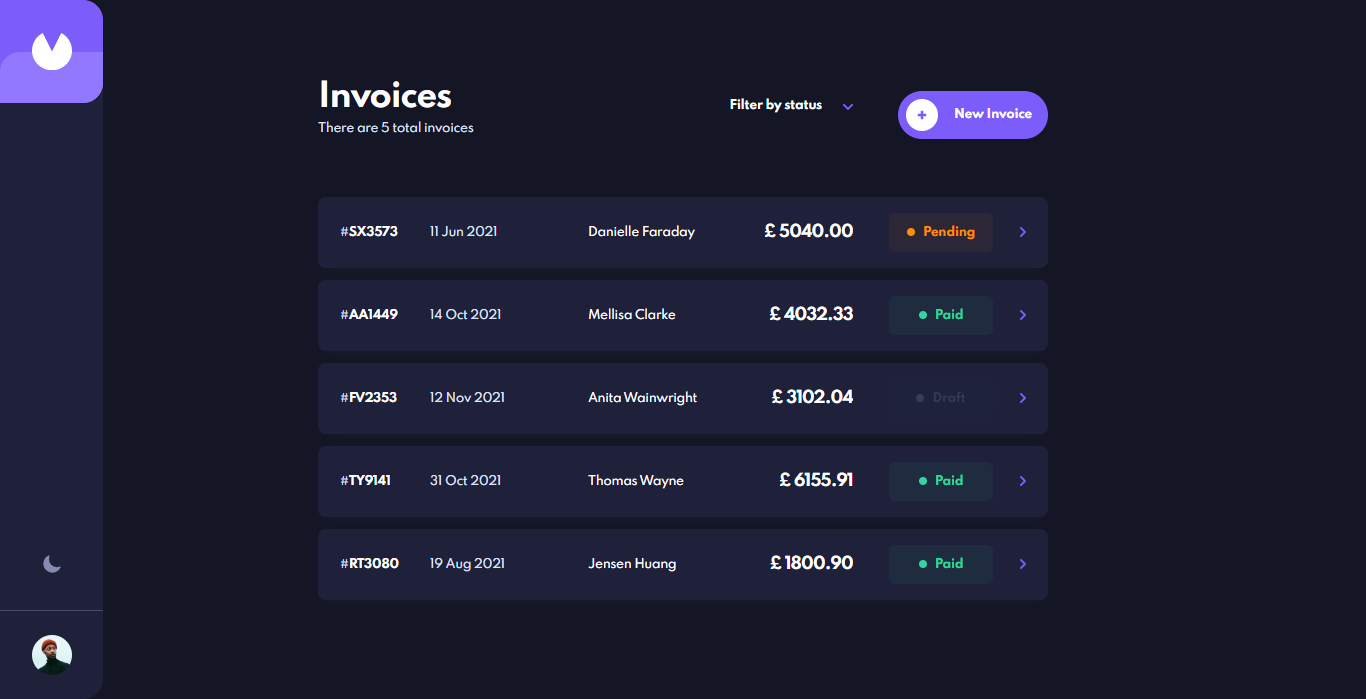 Invoices
There are 5 total invoices
Filter by status
+ New Invoice
#SX3573 11 Jun 2021 Danielle Faraday £ 5040.00 Pending
#AA1449 14 Oct 2021 Mellisa Clarke £ 4032.33 Paid
#FV2353 12 Nov 2021 Anita Wainwright £ 3102.04 Draft
#TY9141 31 Oct 2021 Thomas Wayne £ 6155.91 Paid
#RT3080 19 Aug 2021 Jensen Huang £ 1800.90 Paid